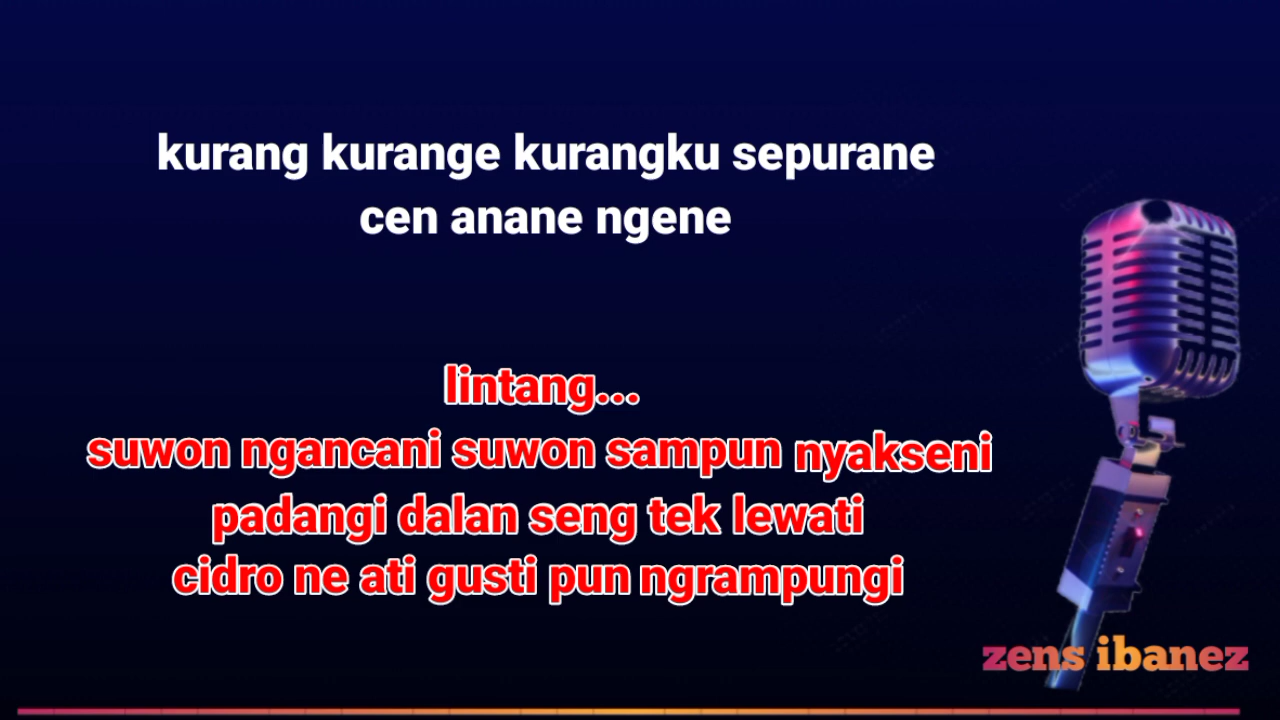 kurang kurange kurangku sepurane
cen anane ngene
lintang...
suwon ngancani suwon sampun nyakseni
padangi dalan seng tek lewati
cidro ne ati gusti pun ngrampungi
zens ibanez